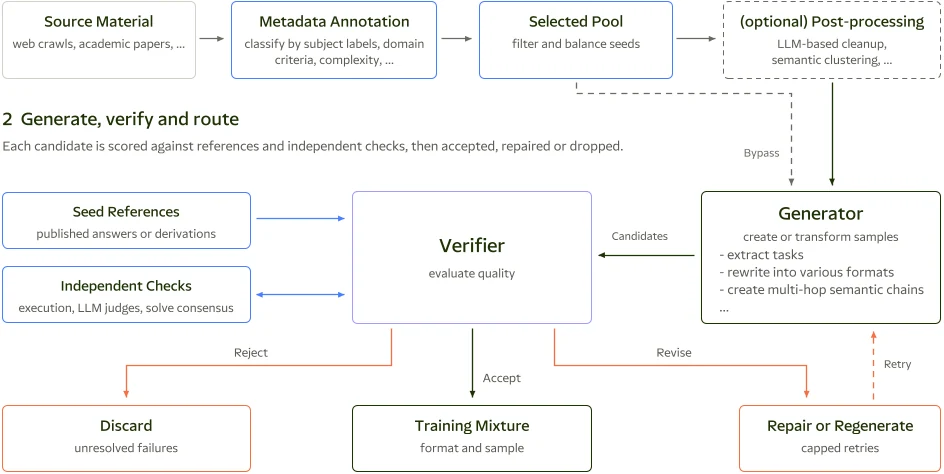 Source Material
web crawls, academic papers, ...
Metadata Annotation
classify by subject labels, domain
criteria, complexity, ...
Selected Pool
filter and balance seeds
(optional) Post-processing
LLM-based cleanup,
semantic clustering, ...
2 Generate, verify and route
Each candidate is scored against references and independent checks, then accepted, repaired or dropped.
Bypass
Seed References
published answers or derivations
Independent Checks
execution, LLM judges, solve consensus
Verifier
evaluate quality
Candidates
Generator
create or transform samples
- extract tasks
- rewrite into various formats
- create multi-hop semantic chains
...
Reject
Accept
Revise
Retry
Discard
unresolved failures
Training Mixture
format and sample
Repair or Regenerate
capped retries